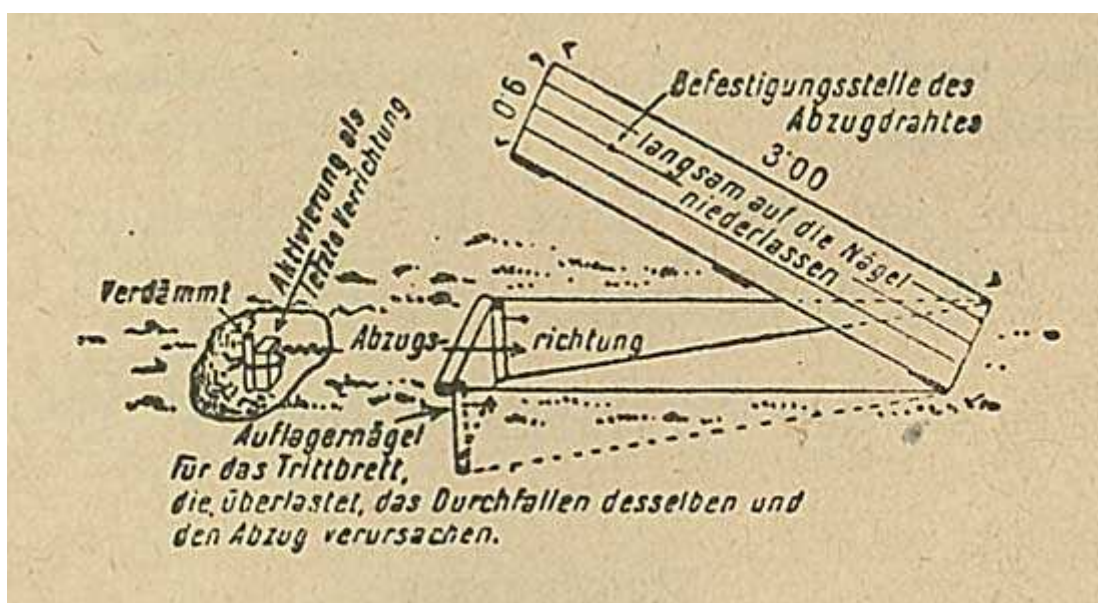 Befestigungsstelle des
Abzugdrahtes
0.90
3·00
langsam auf die Nägel
niederlassen
Aktivierung als
letzte Verrichtung
Verdämmt
Abzugs-richtung
Auflagernägel
für das Trittbrett,
die, überlastet, das Durchfallen desselben und
den Abzug verursachen.